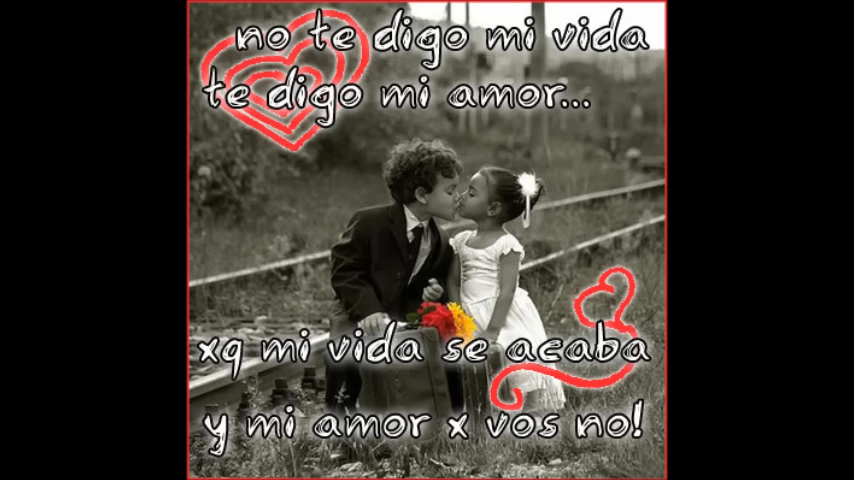 no te digo mi vida
te digo mi amor...
xq mi vida se acaba
y mi amor x vos no!